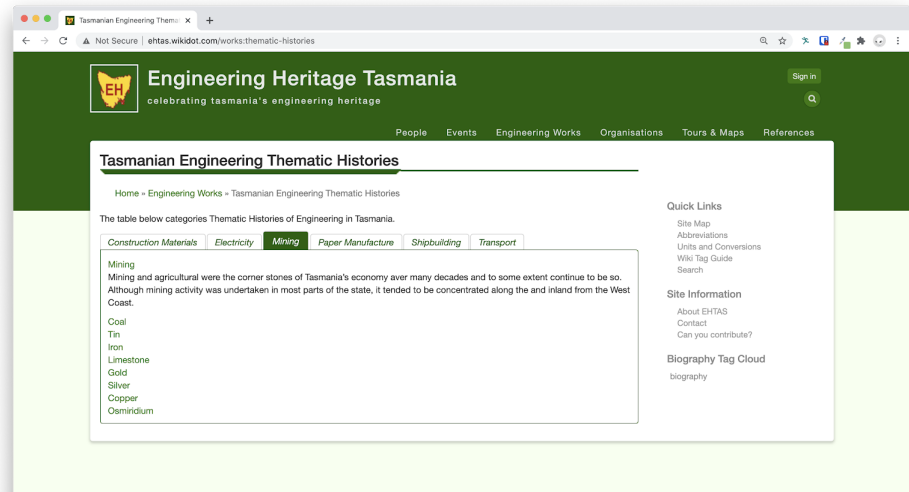 Tasmanian Engineering Themat
Not Secure | ehtas.wikidot.com/works:thematic-histories
EH
Engineering Heritage Tasmania
celebrating tasmania's engineering heritage
Sign in
People Events Engineering Works Organisations Tours & Maps References
Tasmanian Engineering Thematic Histories
Home » Engineering Works » Tasmanian Engineering Thematic Histories
The table below categories Thematic Histories of Engineering in Tasmania.
Construction Materials Electricity Mining Paper Manufacture Shipbuilding Transport
Mining
Mining and agricultural were the corner stones of Tasmania's economy aver many decades and to some extent continue to be so.
Although mining activity was undertaken in most parts of the state, it tended to be concentrated along the and inland from the West
Coast.
Coal
Tin
Iron
Limestone
Gold
Silver
Copper
Osmiridium
Quick Links
Site Map
Abbreviations
Units and Conversions
Wiki Tag Guide
Search
Site Information
About EHTAS
Contact
Can you contribute?
Biography Tag Cloud
biography